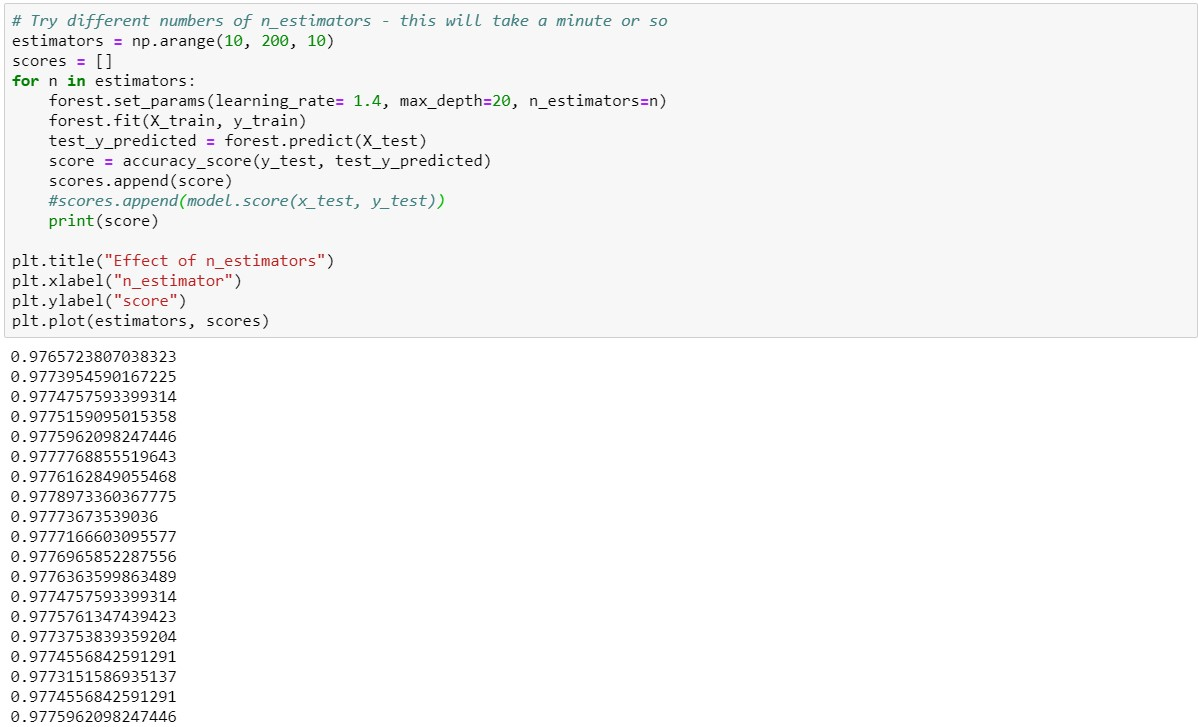 # Try different numbers of n_estimators - this will take a minute or so
estimators = np.arange(10, 200, 10)
scores = []
for n in estimators:
    forest.set_params(learning_rate= 1.4, max_depth=20, n_estimators=n)
    forest.fit(X_train, y_train)
    test_y_predicted = forest.predict(X_test)
    score = accuracy_score(y_test, test_y_predicted)
    scores.append(score)
    #scores.append(model.score(x_test, y_test))
    print(score)

plt.title("Effect of n_estimators")
plt.xlabel("n_estimator")
plt.ylabel("score")
plt.plot(estimators, scores)
0.9765723807038323
0.9773954590167225
0.9774757593399314
0.9775159095015358
0.9775962098247446
0.9777768855519643
0.9776162849055468
0.9778973360367775
0.97773673539036
0.9777166603095577
0.9776965852287556
0.9776363599863489
0.9774757593399314
0.9775761347439423
0.9773753839359204
0.9774556842591291
0.9773151586935137
0.9774556842591291
0.9775962098247446